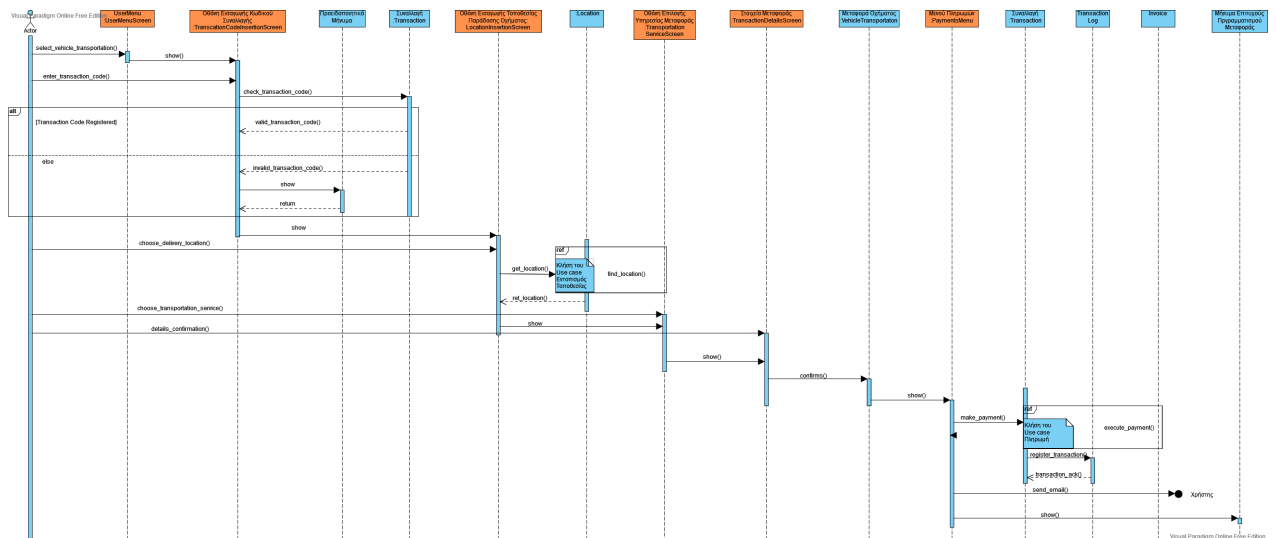 Visual Paradigm Online Free Edition
Actor
UserMenu
:UserMenuScreen
Οθόνη Εισαγωγής Κωδικού
Συναλλαγής
:TransactionCodeInsertionScreen
Προειδοποιητικό
Μήνυμα
Συναλλαγή
:Transaction
Οθόνη Εισαγωγής Τοποθεσίας
Παράδοσης Οχήματος:
LocationInsertionScreen
Location
Οθόνη Επιλογής
Υπηρεσίας Μεταφοράς
:Transportation
ServiceScreen
Στοιχεία Μεταφοράς:
:TransactionDetailsScreen
Μεταφορά Οχήματος
:VehicleTransportaton
Μενού Πληρωμών
:PaymentsMenu
Συναλλαγή
:Transaction
Transaction
Log
Invoice
Μήνυμα Επιτυχούς
Πργραμματισμού
Μεταφοράς
select_vehicle_transportation()
show()
enter_transaction_code()
check_transaction_code()
alt
[Transaction Code Registered]
valid_transaction_code()
else
invalid_transaction_code()
show
return
show
choose_delivery_location()
ref
Κλήση του
Use case
Εντοπισμός
Τοποθεσίας
get_location()
find_location()
ret_location()
choose_transportation_service()
show
details_confirmation()
show()
confirms()
show()
ref
make_payment()
Κλήση του
Use case
Πληρωμή
execute_payment()
register_transaction()
transaction_ack()
send_email()
Χρήστης
show()
Visual Paradigm Online Free Edition